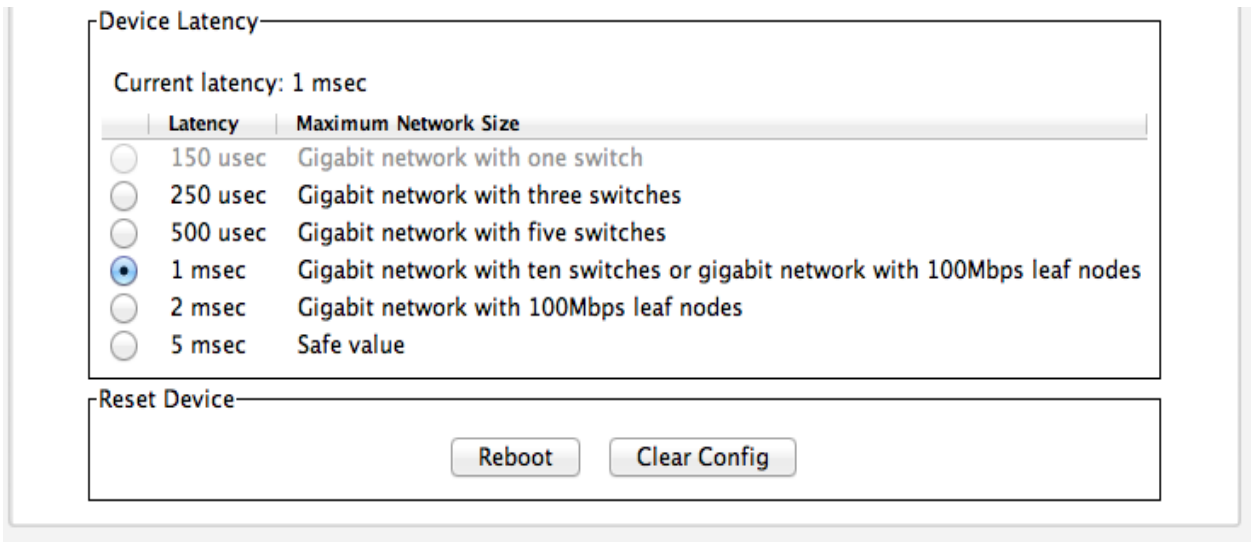 Device Latency
Current latency: 1 msec
Latency Maximum Network Size
150 usec Gigabit network with one switch
250 usec Gigabit network with three switches
500 usec Gigabit network with five switches
1 msec Gigabit network with ten switches or gigabit network with 100Mbps leaf nodes
2 msec Gigabit network with 100Mbps leaf nodes
5 msec Safe value
Reset Device
Reboot Clear Config